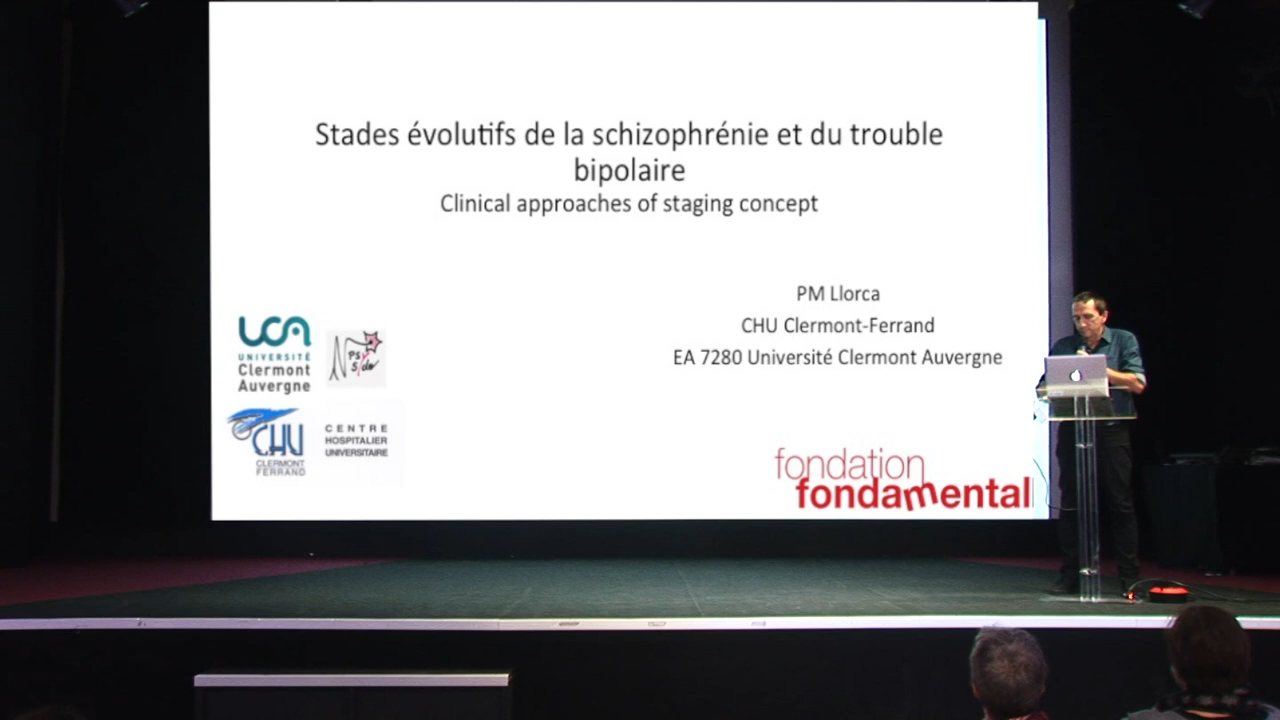 Stades évolutifs de la schizophrénie et du trouble
bipolaire
Clinical approaches of staging concept
PM Llorca
CHU Clermont-Ferrand
EA 7280 Université Clermont Auvergne
UCA
UNIVERSITÉ
Clermont
Auvergne
Psy
CHU
CLERMONT
FERRAND
CENTRE
HOSPITALIER
UNIVERSITAIRE
fondation
fondamental